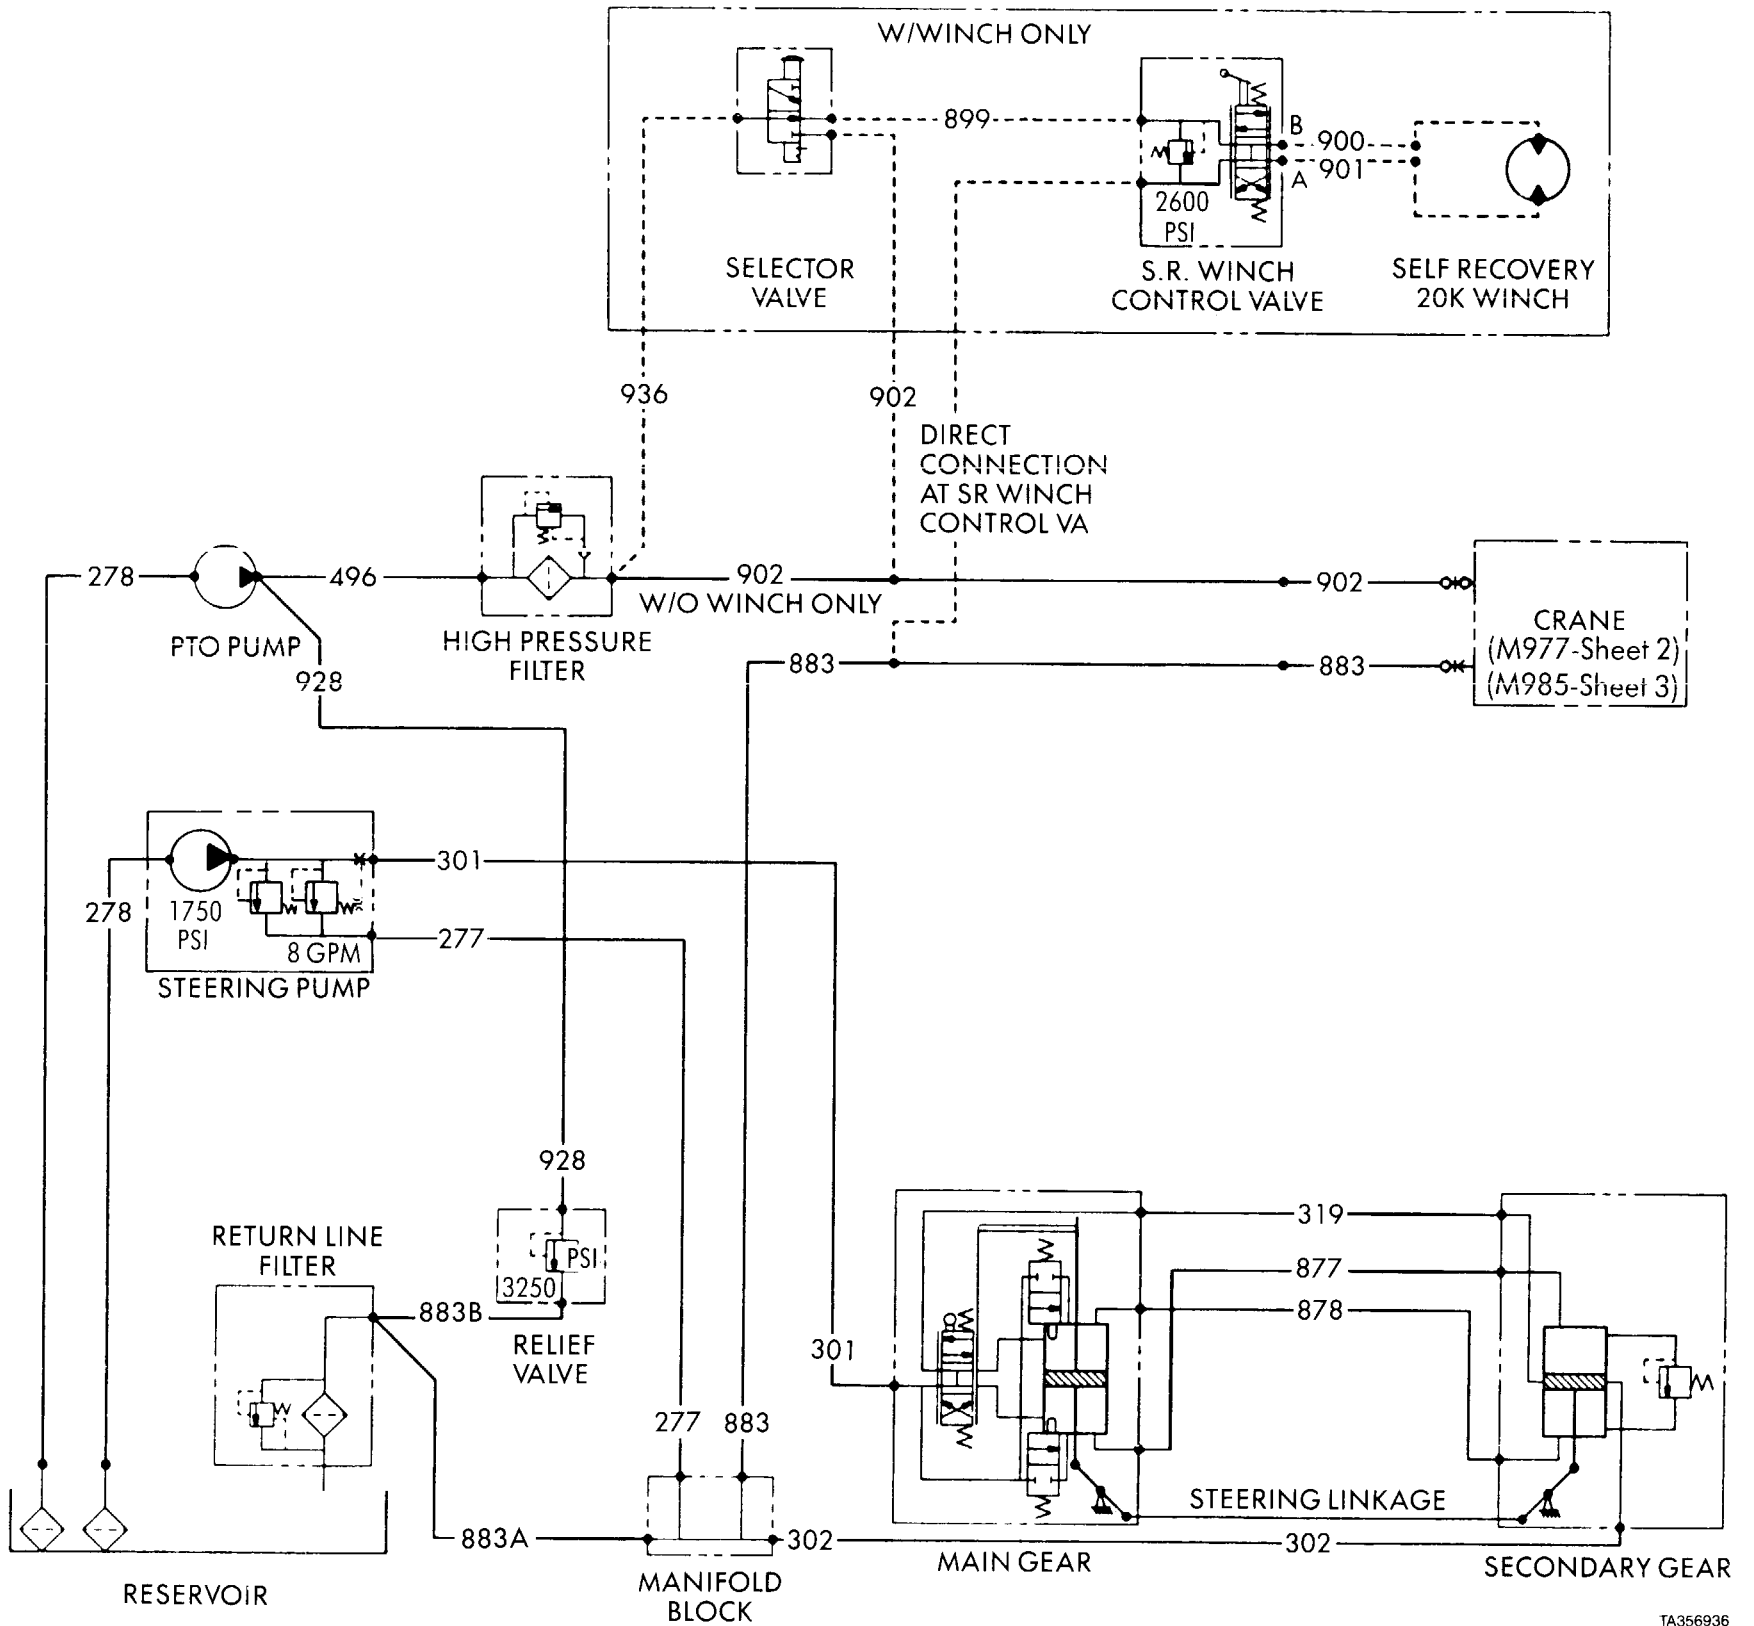 W/WINCH ONLY
899
B
900
901
A
2600
PSI
SELECTOR
VALVE
S.R. WINCH
CONTROL VALVE
SELF RECOVERY
20K WINCH
936
902
DIRECT
CONNECTION
AT SR WINCH
CONTROL VA
278
496
902
W/O WINCH ONLY
902
CRANE
(M977-Sheet 2)
(M985-Sheet 3)
PTO PUMP
HIGH PRESSURE
FILTER
928
883
883
301
278
1750
PSI
8 GPM
277
STEERING PUMP
928
RETURN LINE
FILTER
PSI
3250
883B
RELIEF
VALVE
319
877
878
301
277
883
STEERING LINKAGE
883A
302
302
MAIN GEAR
SECONDARY GEAR
RESERVOIR
MANIFOLD
BLOCK
TA356936